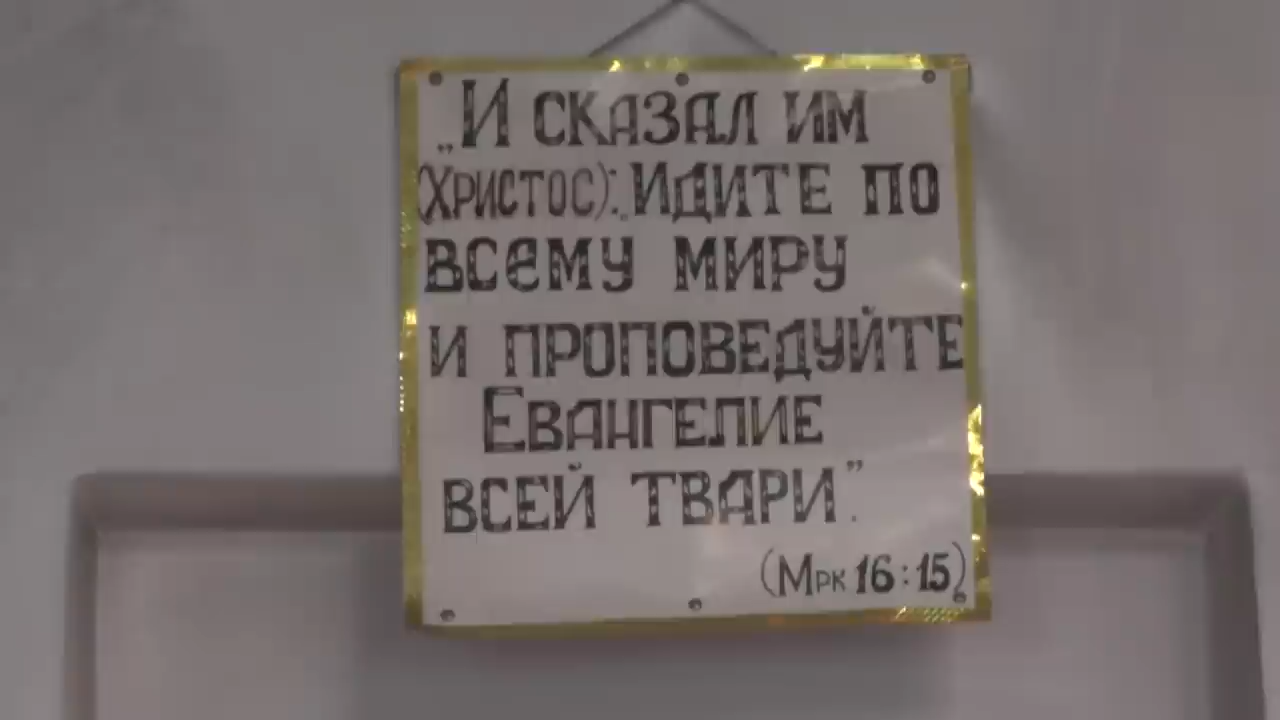 „И СКАЗАЛ ИМ
(ХРИСТОС): ИДИТЕ ПО
ВСЕМУ МИРУ
И ПРОПОВЕДУЙТЕ
ЕВАНГЕЛИЕ
ВСЕЙ ТВАРИ”.
(Мрк 16:15)